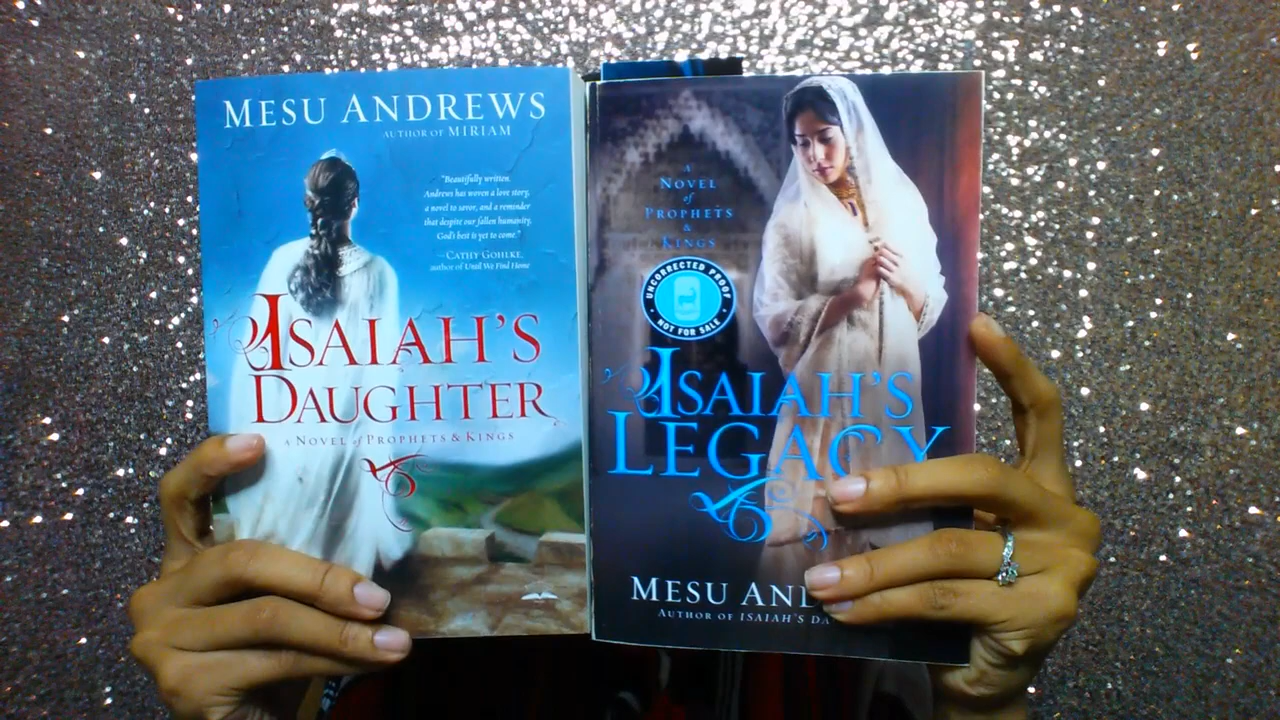 MESU ANDREWS
AUTHOR OF MIRIAM
"Beautifully written.
Andrews has woven a love story,
a novel to savor, and a reminder
that despite our fallen humanity,
God's best is yet to come."
—CATHY GOHLKE,
author of Until We Find Home
ISAIAH'S
DAUGHTER
A NOVEL of PROPHETS & KINGS
A
NOVEL
of
PROPHETS
&
KINGS
UNCORRECTED PROOF
NOT FOR SALE
ISAIAH'S
LEGACY
MESU AND
AUTHOR OF ISAIAH'S DA